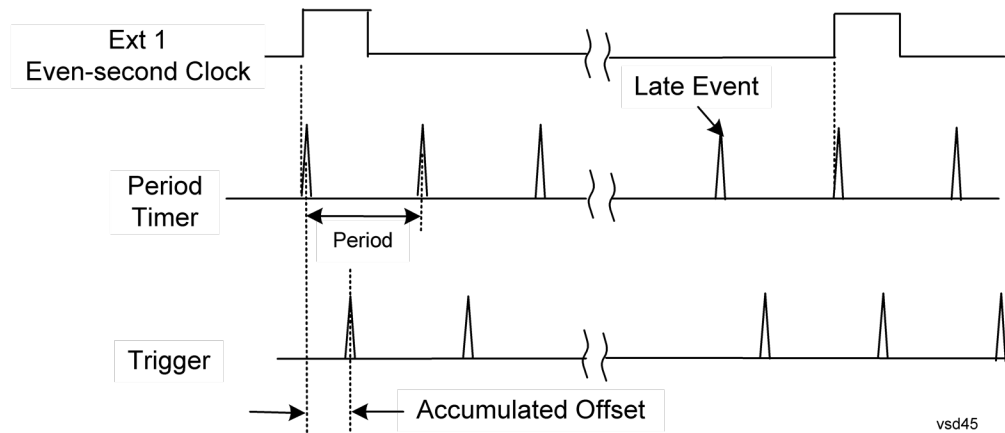 Ext 1
Even-second Clock
Late Event
Period
Timer
Period
Trigger
Accumulated Offset
vsd45